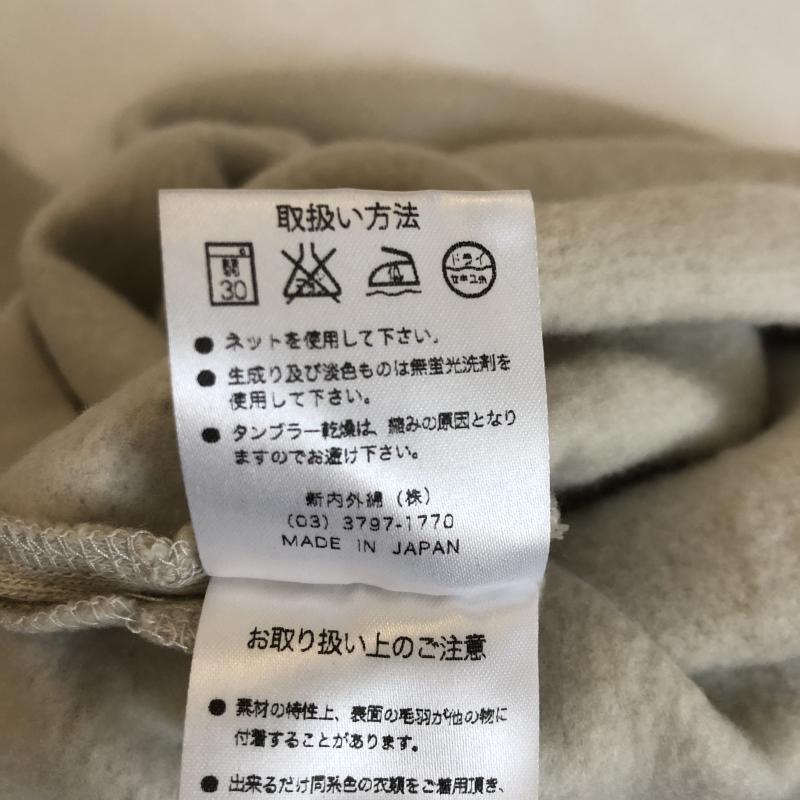 取扱い方法
弱
30
ドライ
セキユ系
● ネットを使用して下さい。
● 生成り及び淡色ものは無蛍光洗剤を
使用して下さい。
● タンブラー乾燥は、縮みの原因となり
ますのでお避け下さい。
新内外綿（株）
(03) 3797-1770
MADE IN JAPAN
お取り扱い上のご注意
● 素材の特性上、表面の毛羽が他の物に
付着することがあります。
● 出来るだけ同系色の衣類をご着用頂き、